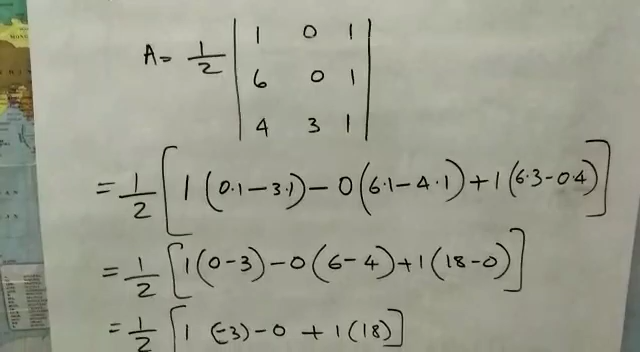 A = 1/2 | 1 0 1 |
| 6 0 1 |
| 4 3 1 |
= 1/2 [ 1 (0.1 - 3.1) - 0 (6.1 - 4.1) + 1 (6.3 - 0.4) ]
= 1/2 [ 1 (0 - 3) - 0 (6 - 4) + 1 (18 - 0) ]
= 1/2 [ 1 (-3) - 0 + 1 (18) ]